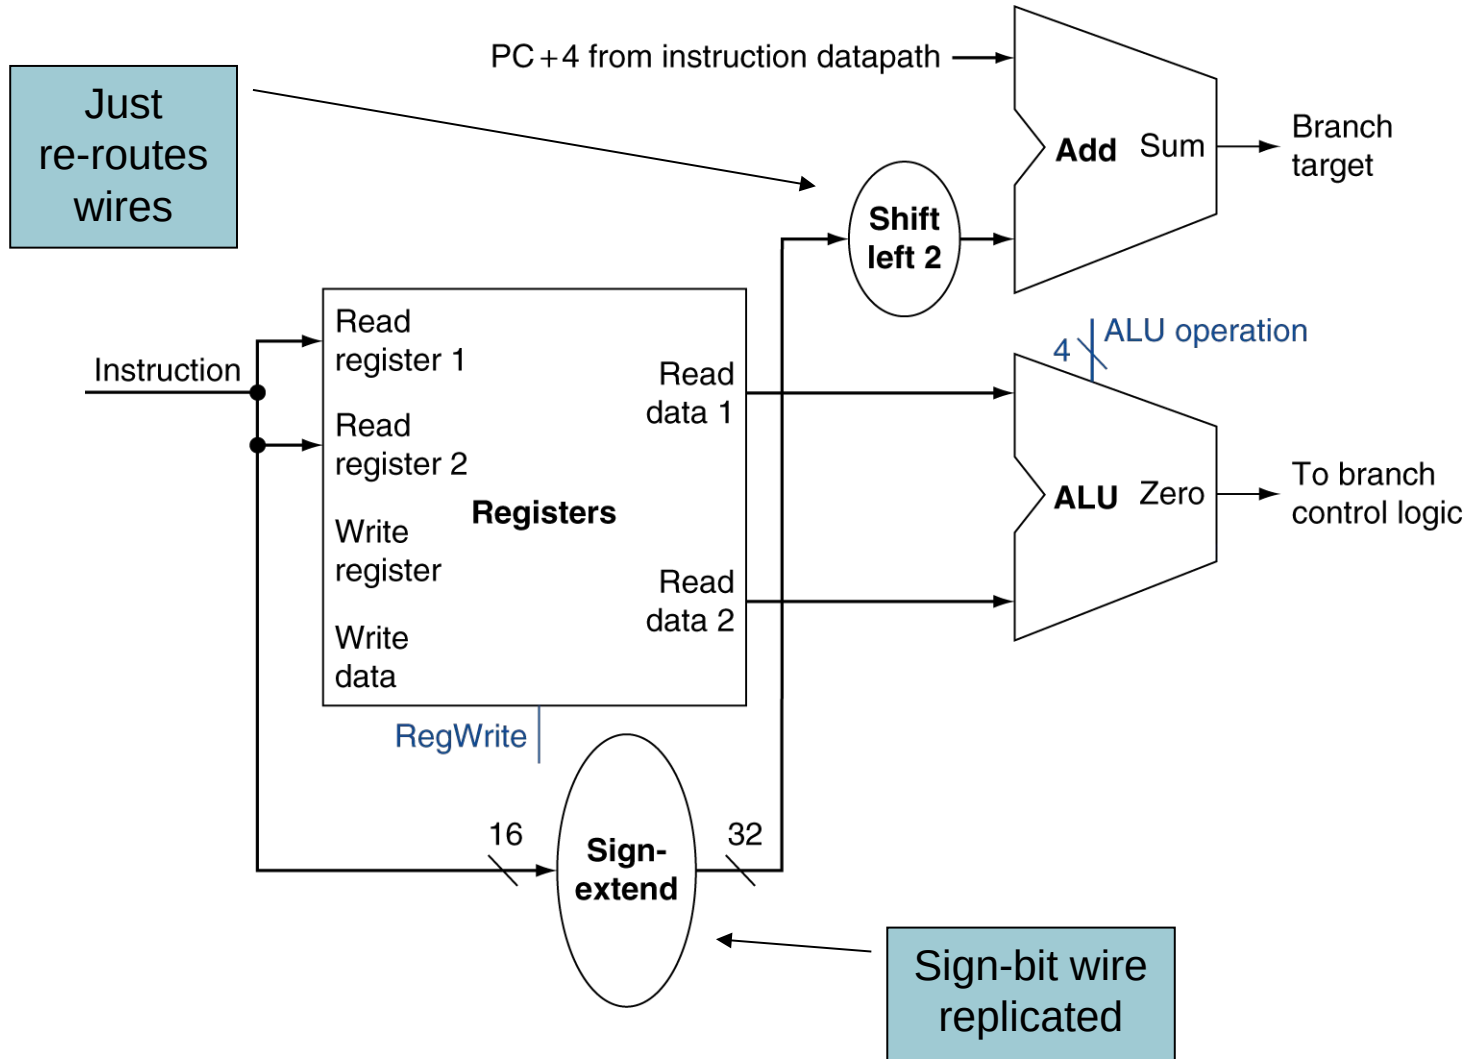 PC+4 from instruction datapath
Just
re-routes
wires
Add
Sum
Branch
target
Shift
left 2
Instruction
Read
register 1
Read
register 2
Write
register
Write
data
Registers
Read
data 1
Read
data 2
RegWrite
4
ALU operation
ALU
Zero
To branch
control logic
16
Sign-
extend
32
Sign-bit wire
replicated